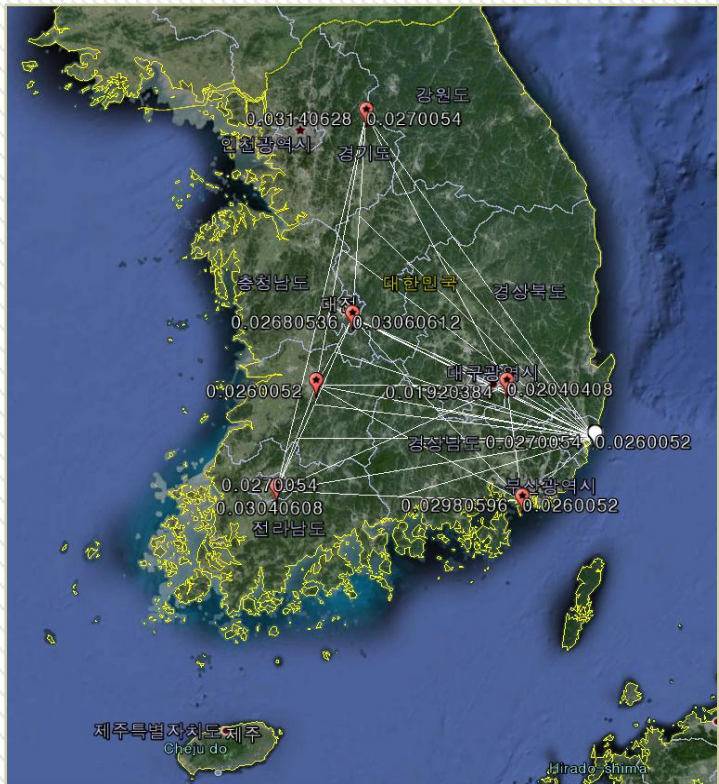 강원도
0.03140628 0.0270054
인천광역시
경기도
충청남도
대한민국
경상북도
대전
0.02680536 0.03060612
대구광역시
0.0260052
0.01920384 0.02040408
경상남도 0.0270054 0.0260052
0.0270054
부산광역시
0.03040608
0.02980596 0.0260052
전라남도
제주특별자치도 제주
Cheju do
Hirado-shima